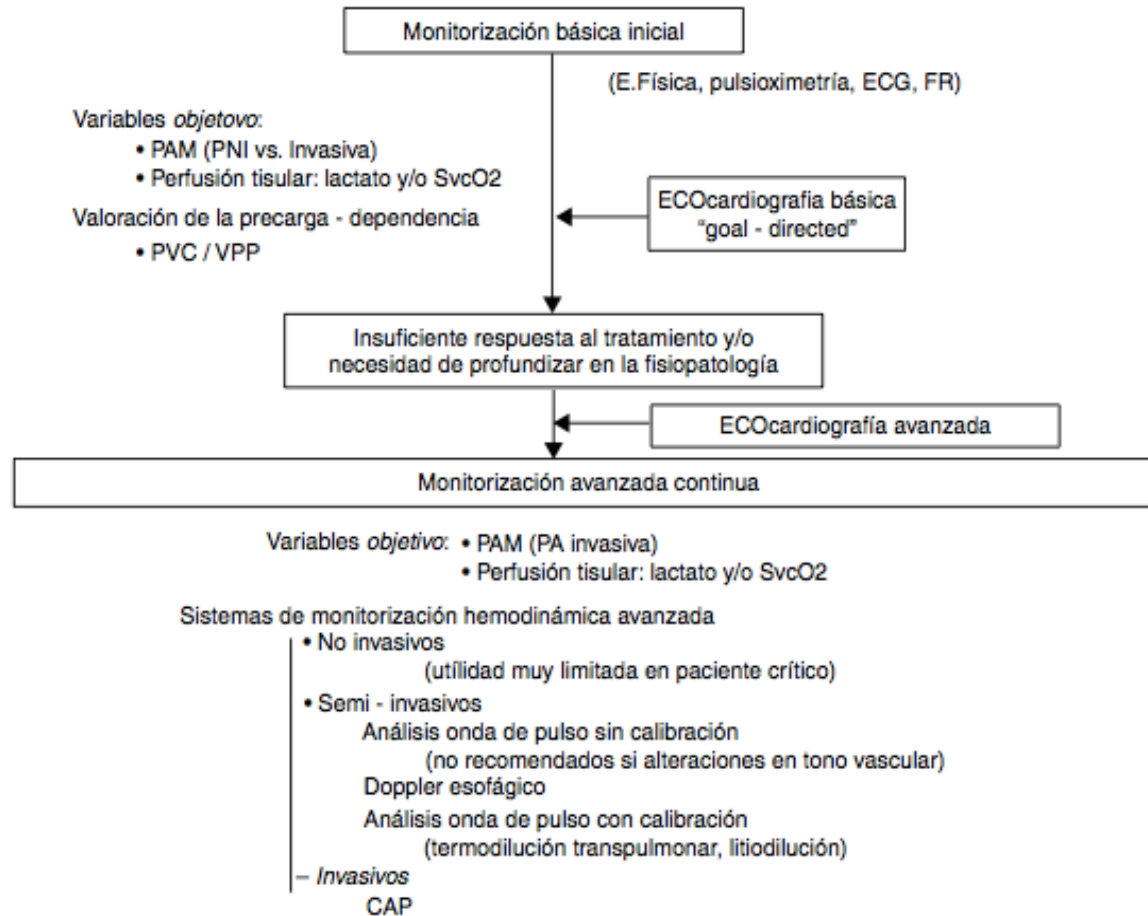 Monitorización básica inicial
(E.Física, pulsioximetría, ECG, FR)
Variables objetovo:
• PAM (PNI vs. Invasiva)
• Perfusión tisular: lactato y/o SvcO2
Valoración de la precarga - dependencia
• PVC / VPP
ECOcardiografia básica
“goal - directed”
Insuficiente respuesta al tratamiento y/o
necesidad de profundizar en la fisiopatología
ECOcardiografía avanzada
Monitorización avanzada continua
Variables objetivo: • PAM (PA invasiva)
• Perfusión tisular: lactato y/o SvcO2
Sistemas de monitorización hemodinámica avanzada
• No invasivos
(utílidad muy limitada en paciente crítico)
• Semi - invasivos
Análisis onda de pulso sin calibración
(no recomendados si alteraciones en tono vascular)
Doppler esofágico
Análisis onda de pulso con calibración
(termodilución transpulmonar, litiodilución)
– Invasivos
CAP